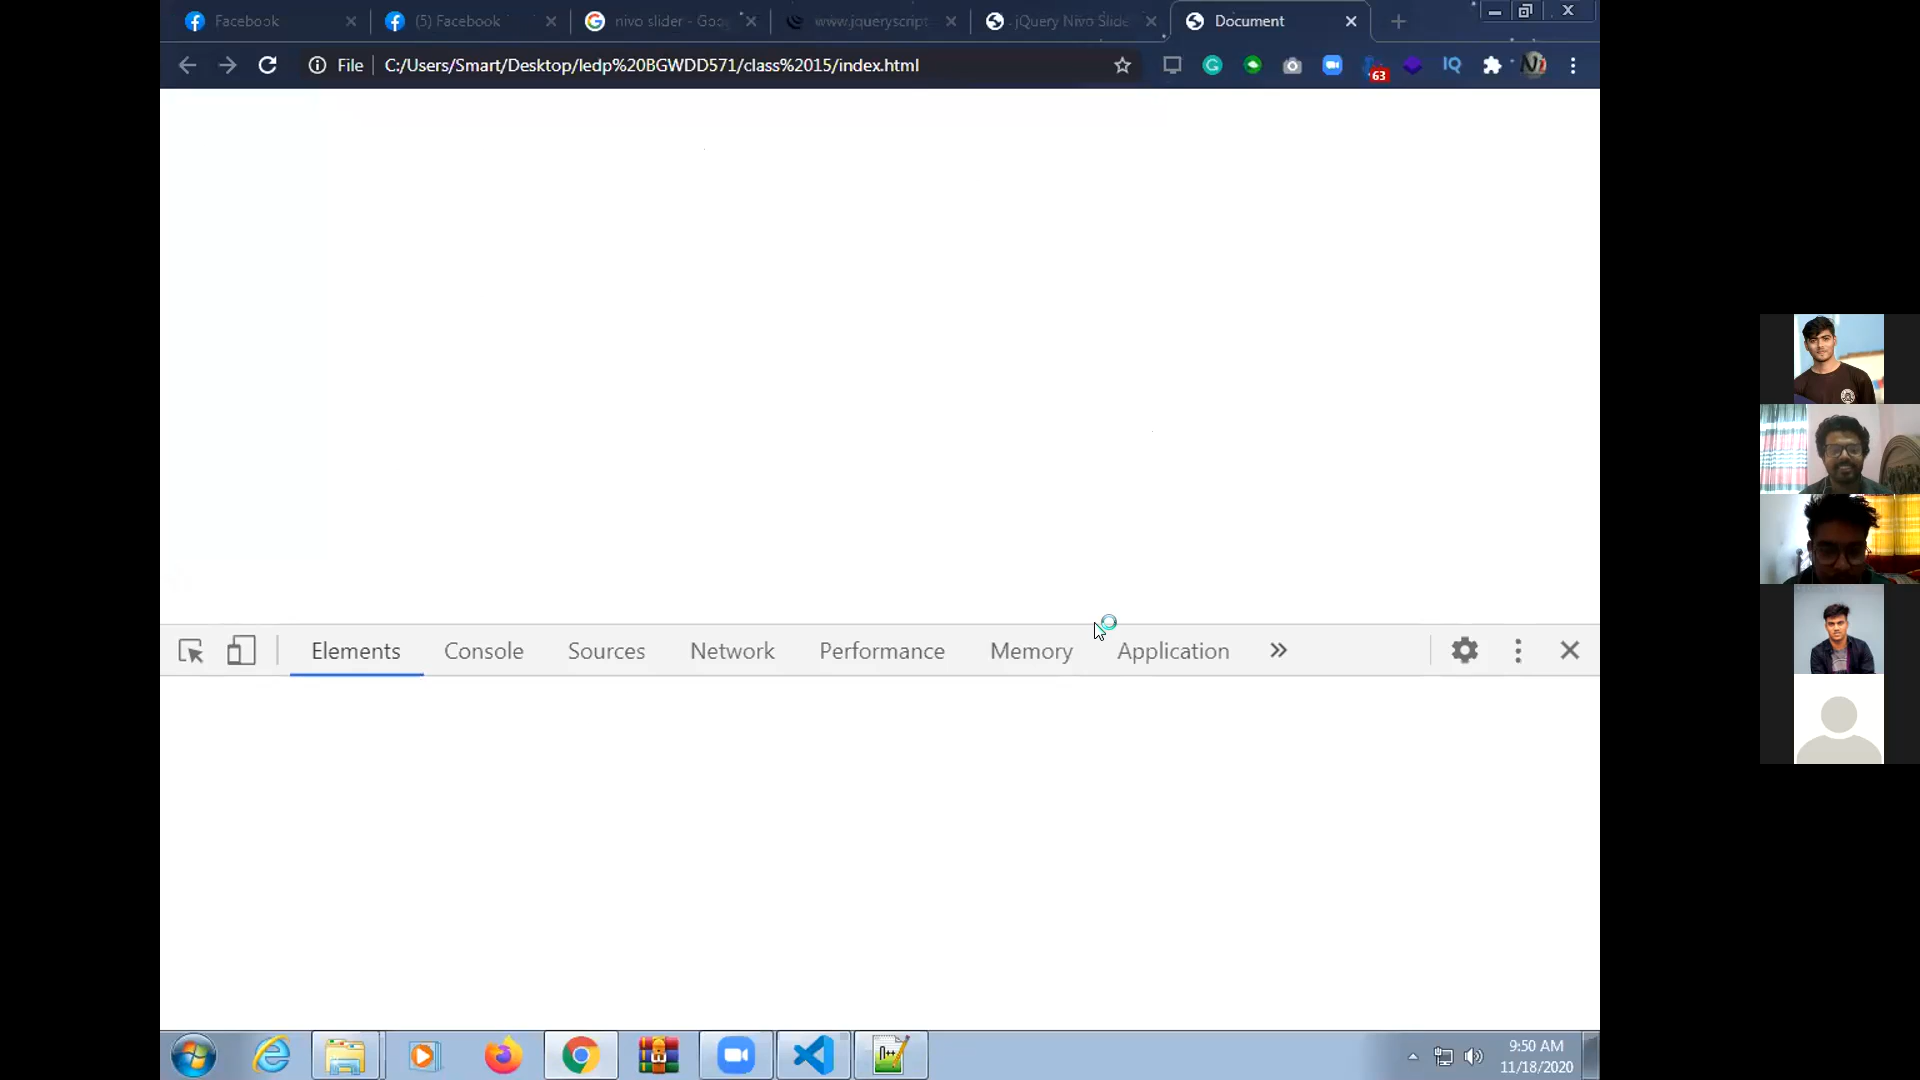 Facebook
(5) Facebook
nivo slider - Goo
www.jqueryscript
jQuery Nivo Slide
Document
File
C:/Users/Smart/Desktop/ledp%20BGWDD571/class%2015/index.html
63
IQ
Elements
Console
Sources
Network
Performance
Memory
Application
9:50 AM
11/18/2020